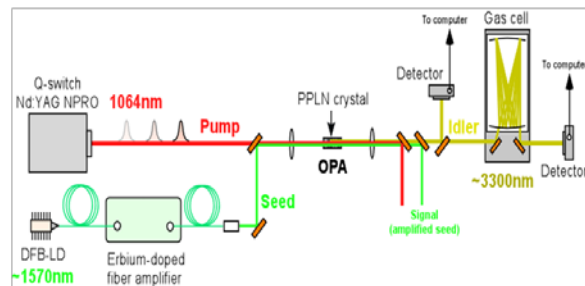 To computer
Gas cell
Q-switch
Nd:YAG NPRO
1064nm
Detector
To computer
PPLN crystal
Pump
Idler
OPA
Detector
Seed
~3300nm
Signal
(amplified seed)
DFB-LD
~1570nm
Erbium-doped
fiber amplifier